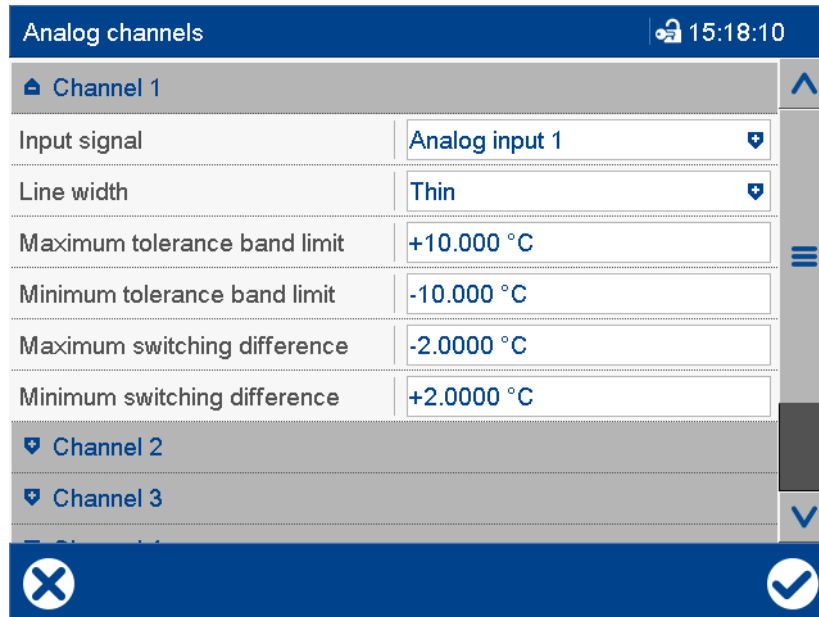 Analog channels 15:18:10
Channel 1
Input signal Analog input 1
Line width Thin
Maximum tolerance band limit +10.000 °C
Minimum tolerance band limit -10.000 °C
Maximum switching difference -2.0000 °C
Minimum switching difference +2.0000 °C
Channel 2
Channel 3